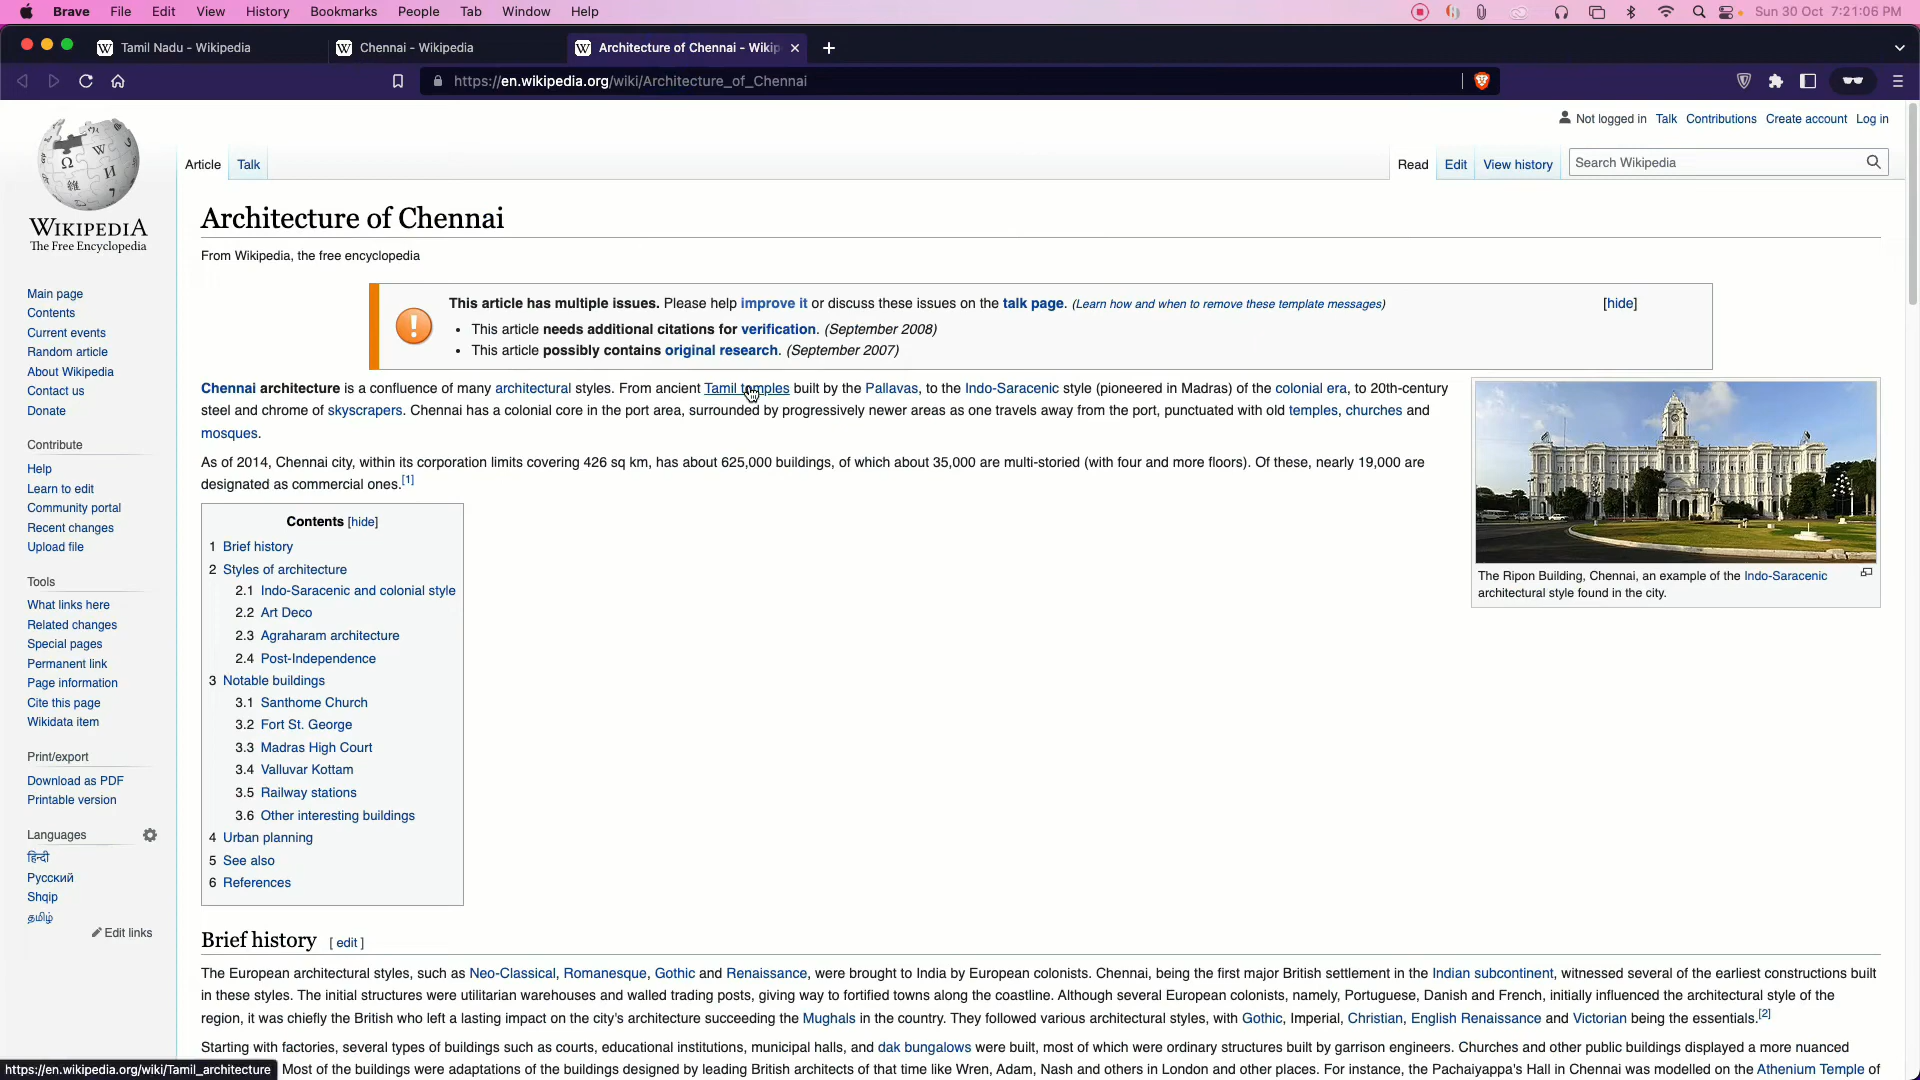 Brave File Edit View History Bookmarks People Tab Window Help Sun 30 Oct 7:21:06 PM
Tamil Nadu - Wikipedia Chennai - Wikipedia Architecture of Chennai - Wikip
https://en.wikipedia.org/wiki/Architecture_of_Chennai
Not logged in Talk Contributions Create account Log in
Article Talk Read Edit View history Search Wikipedia
WIKIPEDIA
The Free Encyclopedia
Main page
Contents
Current events
Random article
About Wikipedia
Contact us
Donate
Contribute
Help
Learn to edit
Community portal
Recent changes
Upload file
Tools
What links here
Related changes
Special pages
Permanent link
Page information
Cite this page
Wikidata item
Print/export
Download as PDF
Printable version
Languages
हिन्दी
Русский
Shqip
தமிழ்
Edit links
Architecture of Chennai
From Wikipedia, the free encyclopedia
This article has multiple issues. Please help improve it or discuss these issues on the talk page. (Learn how and when to remove these template messages) [hide]
• This article needs additional citations for verification. (September 2008)
• This article possibly contains original research. (September 2007)
Chennai architecture is a confluence of many architectural styles. From ancient Tamil temples built by the Pallavas, to the Indo-Saracenic style (pioneered in Madras) of the colonial era, to 20th-century
steel and chrome of skyscrapers. Chennai has a colonial core in the port area, surrounded by progressively newer areas as one travels away from the port, punctuated with old temples, churches and
mosques.
As of 2014, Chennai city, within its corporation limits covering 426 sq km, has about 625,000 buildings, of which about 35,000 are multi-storied (with four and more floors). Of these, nearly 19,000 are
designated as commercial ones.[1]
The Ripon Building, Chennai, an example of the Indo-Saracenic
architectural style found in the city.
Contents [hide]
1 Brief history
2 Styles of architecture
2.1 Indo-Saracenic and colonial style
2.2 Art Deco
2.3 Agraharam architecture
2.4 Post-Independence
3 Notable buildings
3.1 Santhome Church
3.2 Fort St. George
3.3 Madras High Court
3.4 Valluvar Kottam
3.5 Railway stations
3.6 Other interesting buildings
4 Urban planning
5 See also
6 References
Brief history [ edit ]
The European architectural styles, such as Neo-Classical, Romanesque, Gothic and Renaissance, were brought to India by European colonists. Chennai, being the first major British settlement in the Indian subcontinent, witnessed several of the earliest constructions built
in these styles. The initial structures were utilitarian warehouses and walled trading posts, giving way to fortified towns along the coastline. Although several European colonists, namely, Portuguese, Danish and French, initially influenced the architectural style of the
region, it was chiefly the British who left a lasting impact on the city's architecture succeeding the Mughals in the country. They followed various architectural styles, with Gothic, Imperial, Christian, English Renaissance and Victorian being the essentials.[2]
Starting with factories, several types of buildings such as courts, educational institutions, municipal halls, and dak bungalows were built, most of which were ordinary structures built by garrison engineers. Churches and other public buildings displayed a more nuanced
Most of the buildings were adaptations of the buildings designed by leading British architects of that time like Wren, Adam, Nash and others in London and other places. For instance, the Pachaiyappa's Hall in Chennai was modelled on the Athenium Temple of
https://en.wikipedia.org/wiki/Tamil_architecture